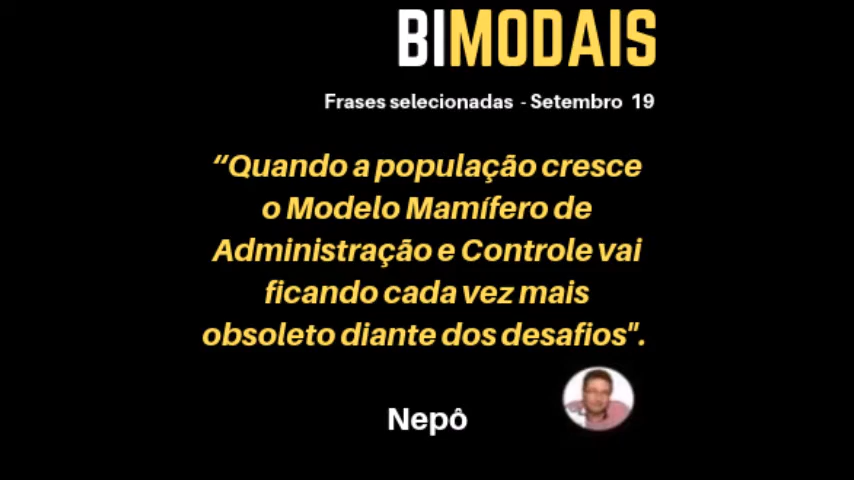 BIMODAIS
Frases selecionadas - Setembro 19
“Quando a população cresce
o Modelo Mamífero de
Administração e Controle vai
ficando cada vez mais
obsoleto diante dos desafios".
Nepô